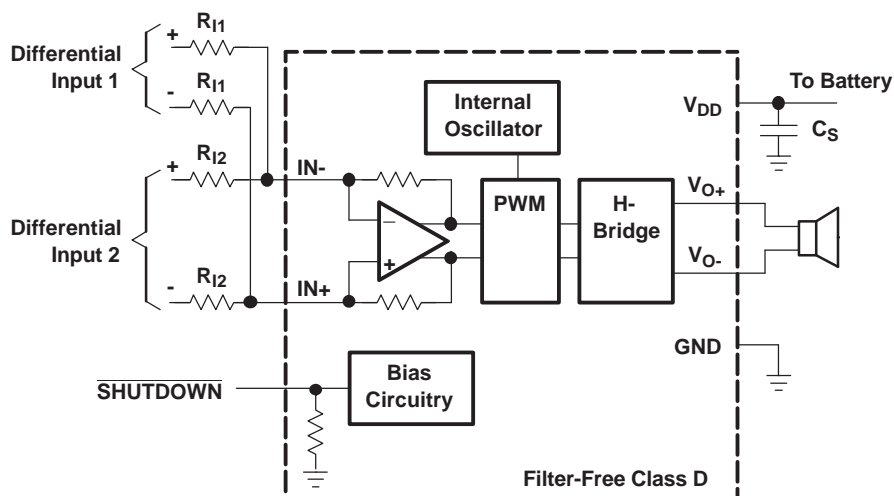 Differential
Input 1
+
R_I1
-
R_I1
Differential
Input 2
+
R_I2
-
R_I2
IN-
IN+
Internal
Oscillator
PWM
H-
Bridge
–
+
V_DD
To Battery
C_S
V_O+
V_O-
GND
SHUTDOWN
Bias
Circuitry
Filter-Free Class D